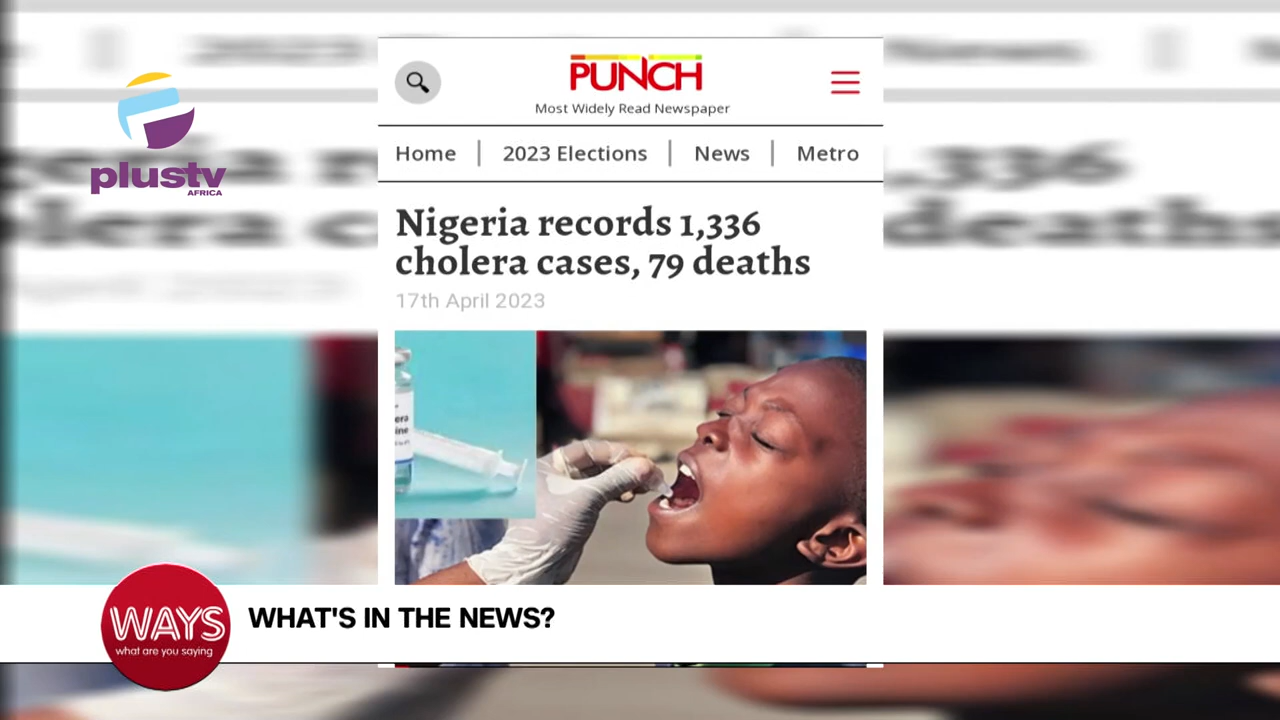 plustv
AFRICA
PUNCH
Most Widely Read Newspaper
Home
2023 Elections
News
Metro
Nigeria records 1,336
cholera cases, 79 deaths
17th April 2023
WAYS
what are you saying
WHAT'S IN THE NEWS?